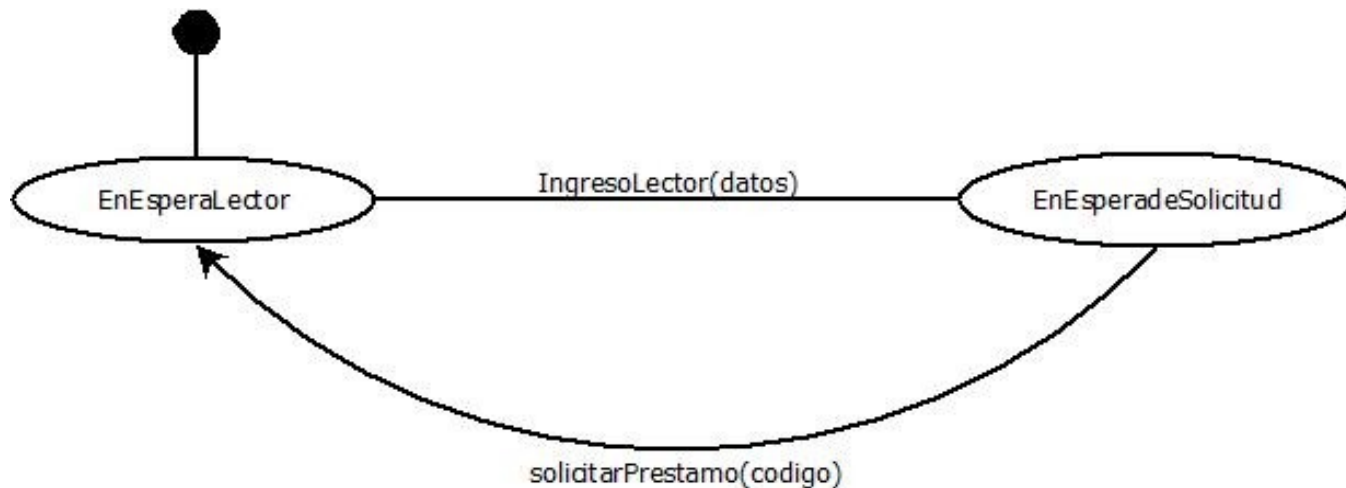 IngresoLector(datos)
EnEsperaLector
EnEsperadeSolicitud
solicitarPrestamo(codigo)